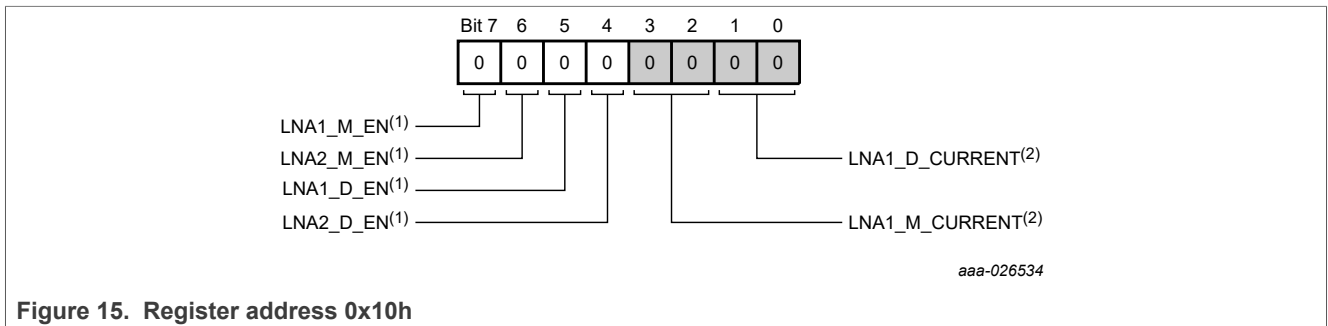 Bit 7 6 5 4 3 2 1 0
0 0 0 0 0 0 0 0
LNA1_M_EN(1)
LNA2_M_EN(1)
LNA1_D_EN(1)
LNA2_D_EN(1)
LNA1_D_CURRENT(2)
LNA1_M_CURRENT(2)
aaa-026534
Figure 15. Register address 0x10h